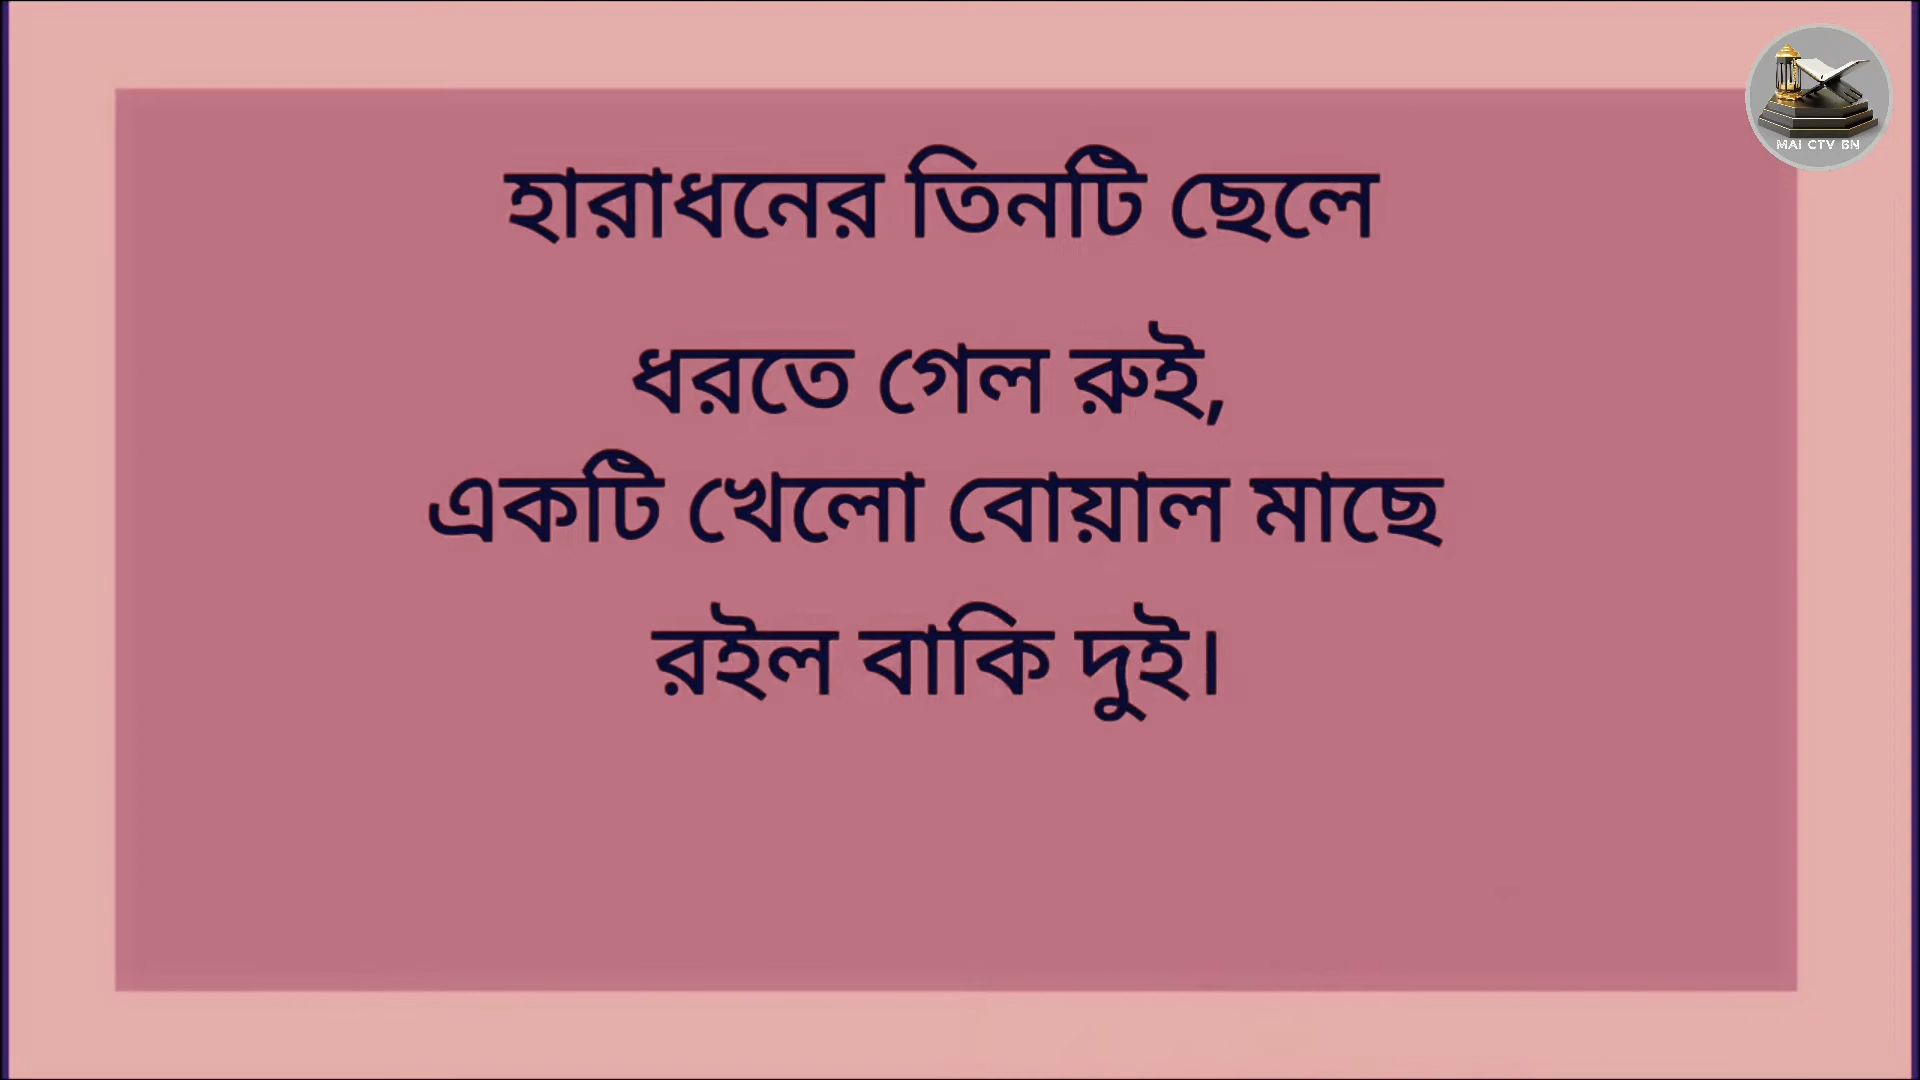 হারাধনের তিনটি ছেলে
ধরতে গেল রুই,
একটি খেলো বোয়াল মাছে
রইল বাকি দুই।
MAI CTV BN